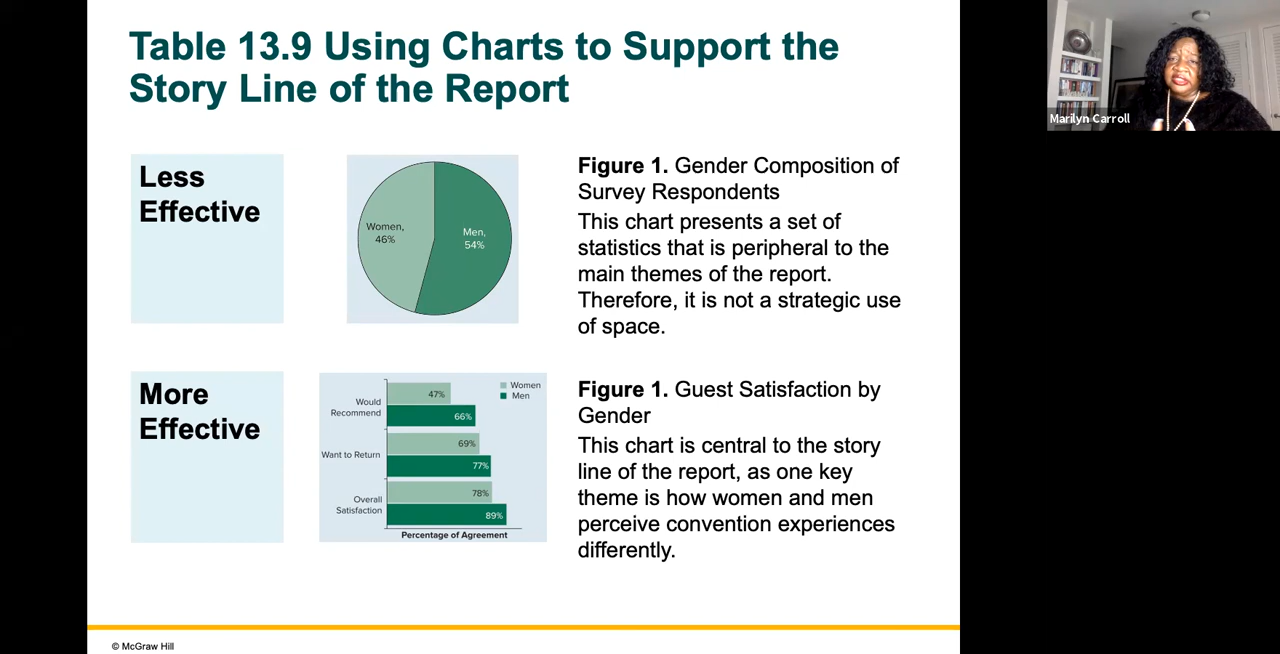 Table 13.9 Using Charts to Support the
Story Line of the Report
Marilyn Carroll
Less
Effective
Women,
46%
Men,
54%
Figure 1. Gender Composition of
Survey Respondents
This chart presents a set of
statistics that is peripheral to the
main themes of the report.
Therefore, it is not a strategic use
of space.
More
Effective
Women
Men
Would
Recommend
47%
66%
Want to Return
69%
77%
Overall
Satisfaction
78%
89%
Percentage of Agreement
Figure 1. Guest Satisfaction by
Gender
This chart is central to the story
line of the report, as one key
theme is how women and men
perceive convention experiences
differently.
© McGraw Hill